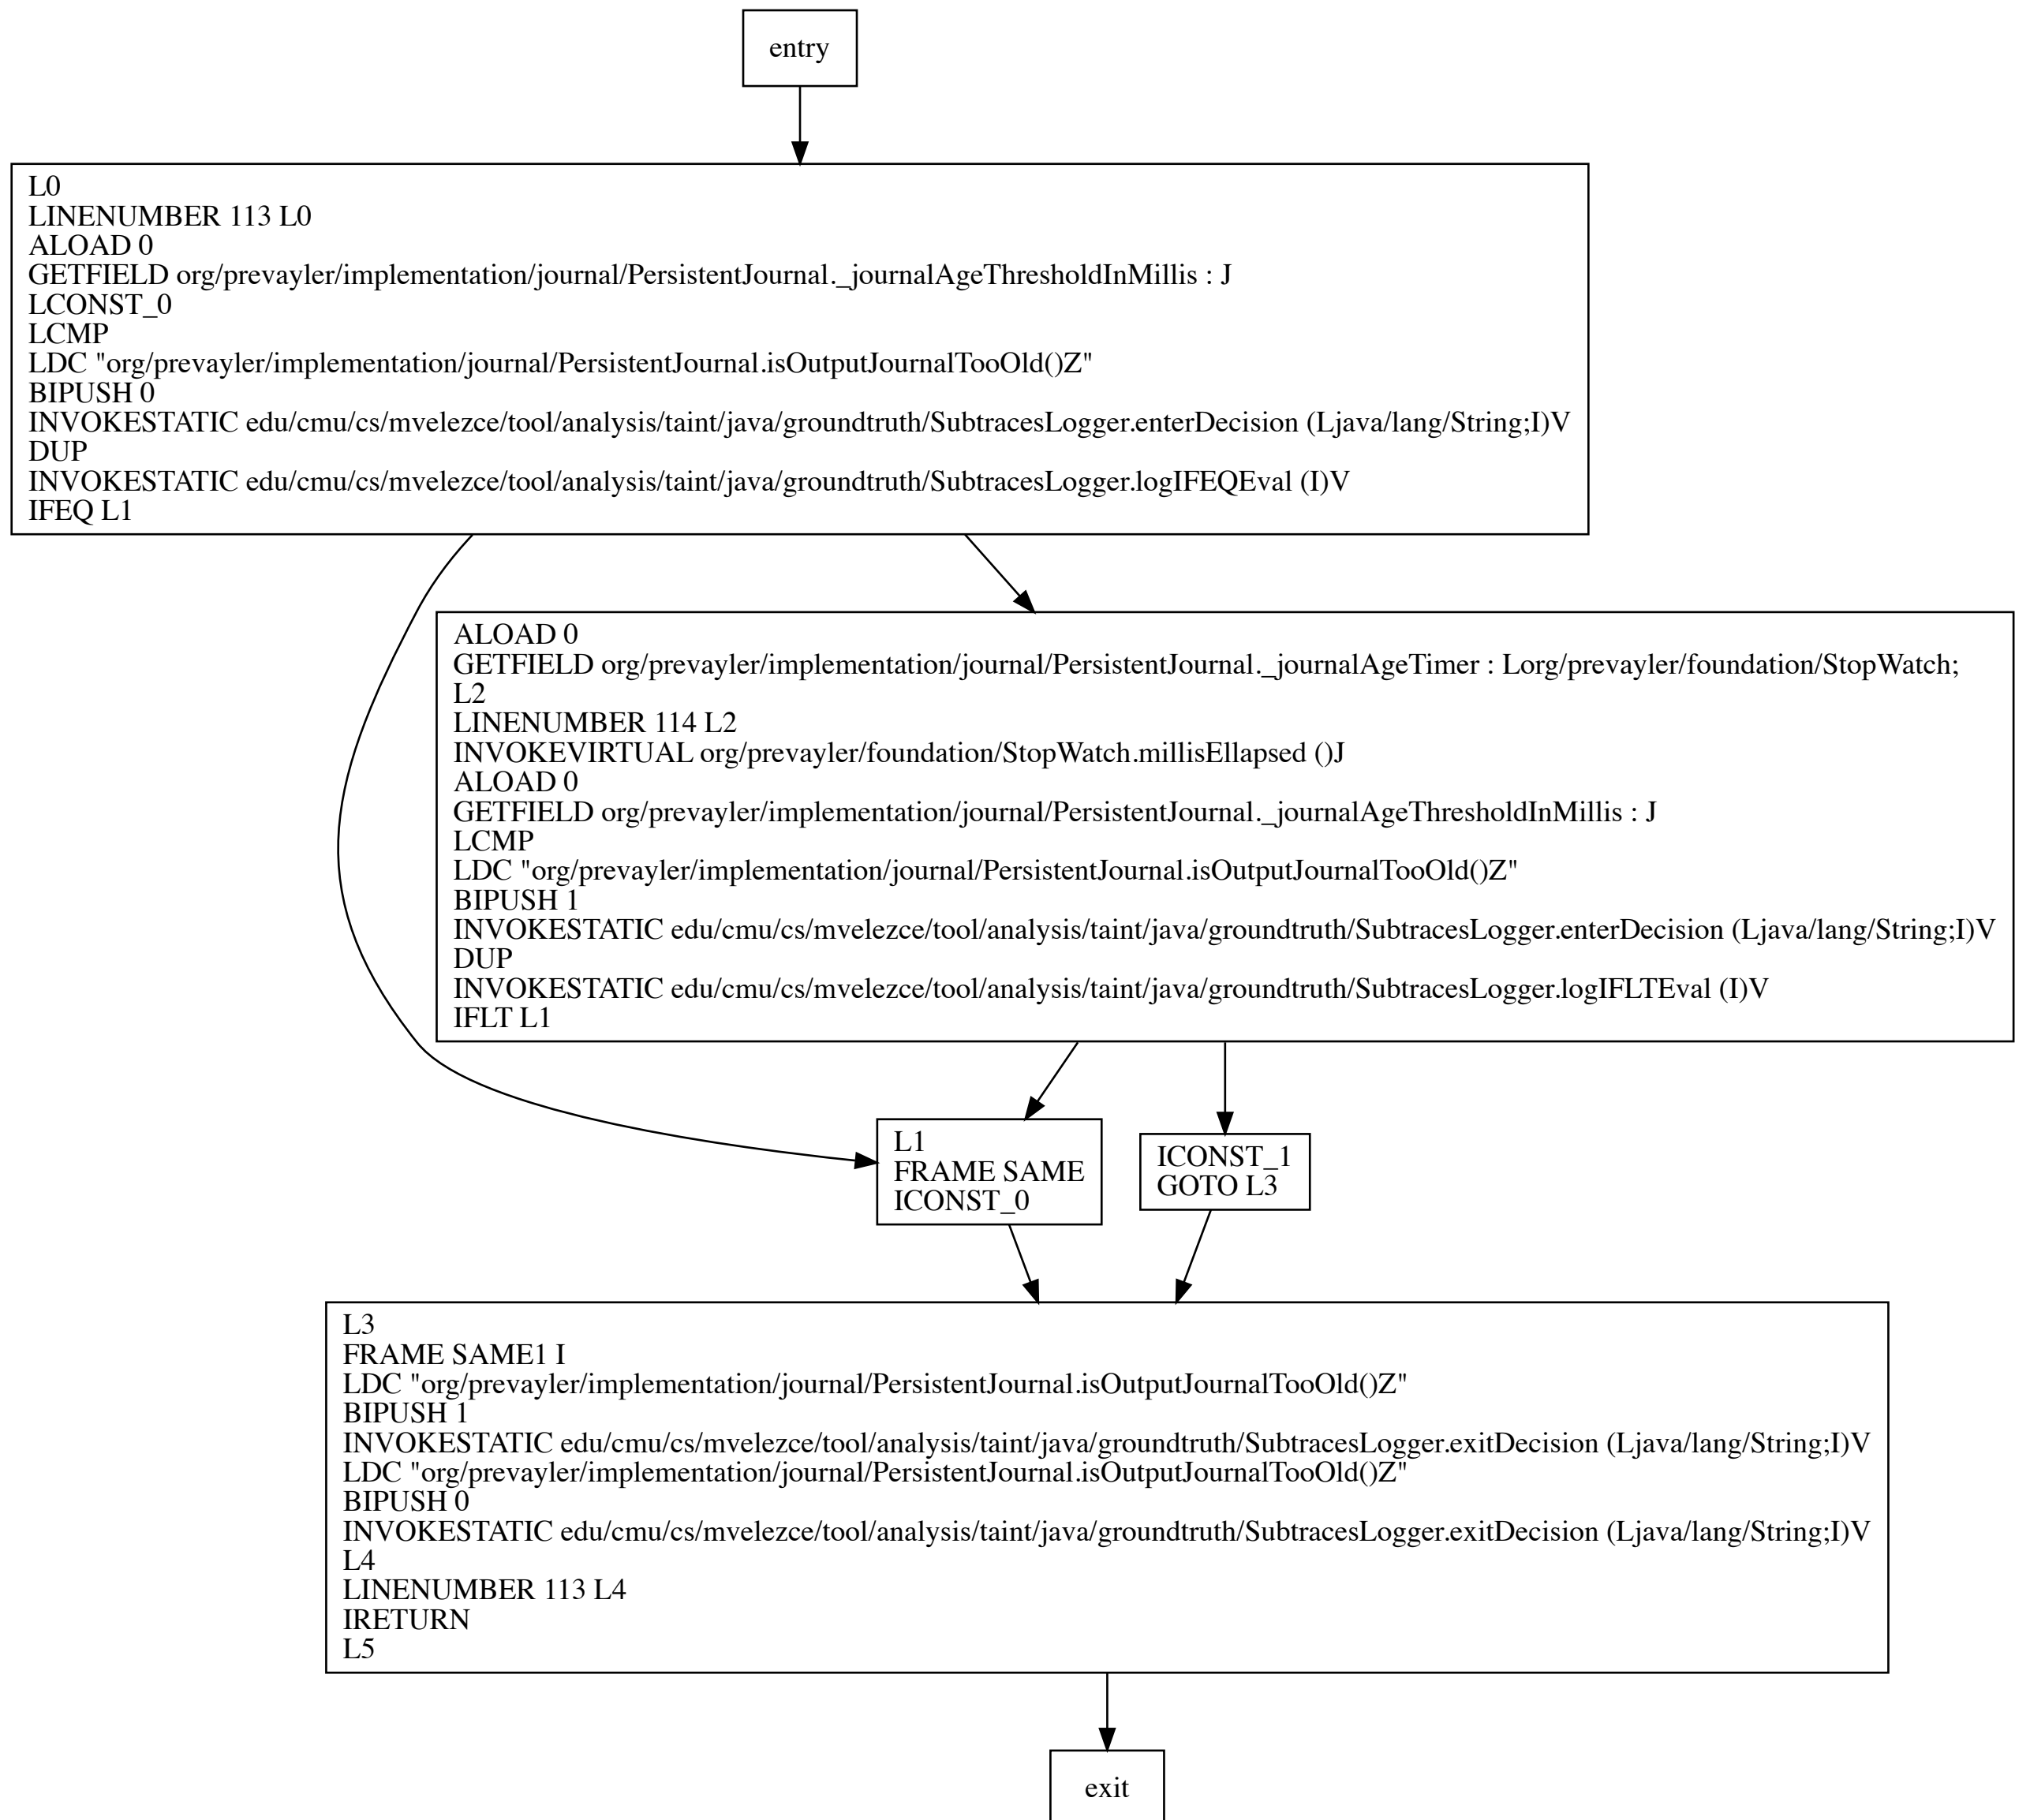 entry
L0
LINENUMBER 113 L0
ALOAD 0
GETFIELD org/prevayler/implementation/journal/PersistentJournal._journalAgeThresholdInMillis : J
LCONST_0
LCMP
LDC "org/prevayler/implementation/journal/PersistentJournal.isOutputJournalTooOld()Z"
BIPUSH 0
INVOKESTATIC edu/cmu/cs/mvelezce/tool/analysis/taint/java/groundtruth/SubtracesLogger.enterDecision (Ljava/lang/String;I)V
DUP
INVOKESTATIC edu/cmu/cs/mvelezce/tool/analysis/taint/java/groundtruth/SubtracesLogger.logIFEQEval (I)V
IFEQ L1
ALOAD 0
GETFIELD org/prevayler/implementation/journal/PersistentJournal._journalAgeTimer : Lorg/prevayler/foundation/StopWatch;
L2
LINENUMBER 114 L2
INVOKEVIRTUAL org/prevayler/foundation/StopWatch.millisEllapsed ()J
ALOAD 0
GETFIELD org/prevayler/implementation/journal/PersistentJournal._journalAgeThresholdInMillis : J
LCMP
LDC "org/prevayler/implementation/journal/PersistentJournal.isOutputJournalTooOld()Z"
BIPUSH 1
INVOKESTATIC edu/cmu/cs/mvelezce/tool/analysis/taint/java/groundtruth/SubtracesLogger.enterDecision (Ljava/lang/String;I)V
DUP
INVOKESTATIC edu/cmu/cs/mvelezce/tool/analysis/taint/java/groundtruth/SubtracesLogger.logIFLTEval (I)V
IFLT L1
L1
FRAME SAME
ICONST_0
ICONST_1
GOTO L3
L3
FRAME SAME1 I
LDC "org/prevayler/implementation/journal/PersistentJournal.isOutputJournalTooOld()Z"
BIPUSH 1
INVOKESTATIC edu/cmu/cs/mvelezce/tool/analysis/taint/java/groundtruth/SubtracesLogger.exitDecision (Ljava/lang/String;I)V
LDC "org/prevayler/implementation/journal/PersistentJournal.isOutputJournalTooOld()Z"
BIPUSH 0
INVOKESTATIC edu/cmu/cs/mvelezce/tool/analysis/taint/java/groundtruth/SubtracesLogger.exitDecision (Ljava/lang/String;I)V
L4
LINENUMBER 113 L4
IRETURN
L5
exit